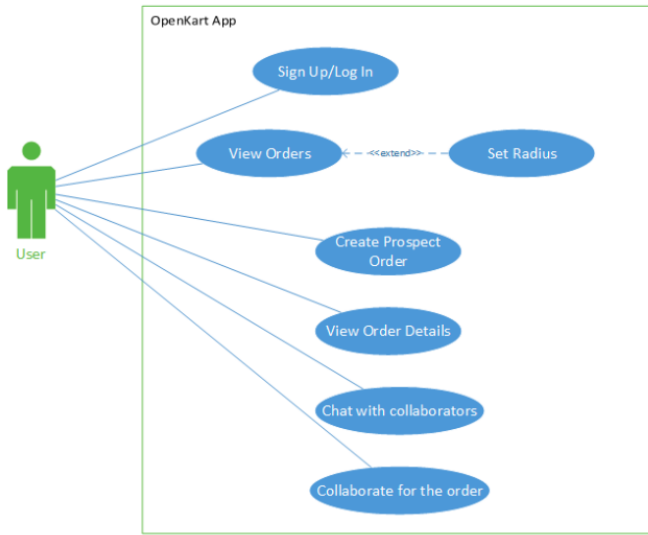 OpenKart App
Sign Up/Log In
View Orders
<<extend>>
Set Radius
User
Create Prospect
Order
View Order Details
Chat with collaborators
Collaborate for the order